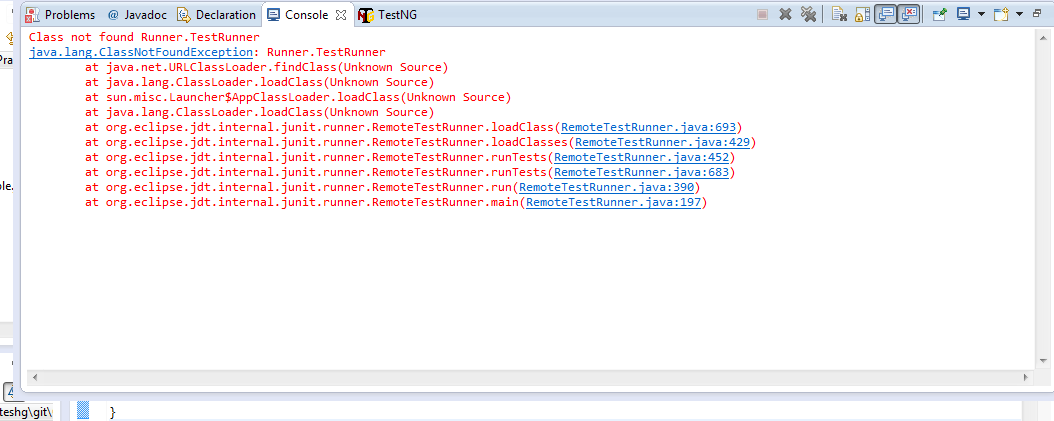 Problems @ Javadoc Declaration Console TestNG
Class not found Runner.TestRunner
java.lang.ClassNotFoundException: Runner.TestRunner
at java.net.URLClassLoader.findClass(Unknown Source)
at java.lang.ClassLoader.loadClass(Unknown Source)
at sun.misc.Launcher$AppClassLoader.loadClass(Unknown Source)
at java.lang.ClassLoader.loadClass(Unknown Source)
at org.eclipse.jdt.internal.junit.runner.RemoteTestRunner.loadClass(RemoteTestRunner.java:693)
at org.eclipse.jdt.internal.junit.runner.RemoteTestRunner.loadClasses(RemoteTestRunner.java:429)
at org.eclipse.jdt.internal.junit.runner.RemoteTestRunner.runTests(RemoteTestRunner.java:452)
at org.eclipse.jdt.internal.junit.runner.RemoteTestRunner.runTests(RemoteTestRunner.java:683)
at org.eclipse.jdt.internal.junit.runner.RemoteTestRunner.run(RemoteTestRunner.java:390)
at org.eclipse.jdt.internal.junit.runner.RemoteTestRunner.main(RemoteTestRunner.java:197)
Pra
ole.
teshg\git\
}